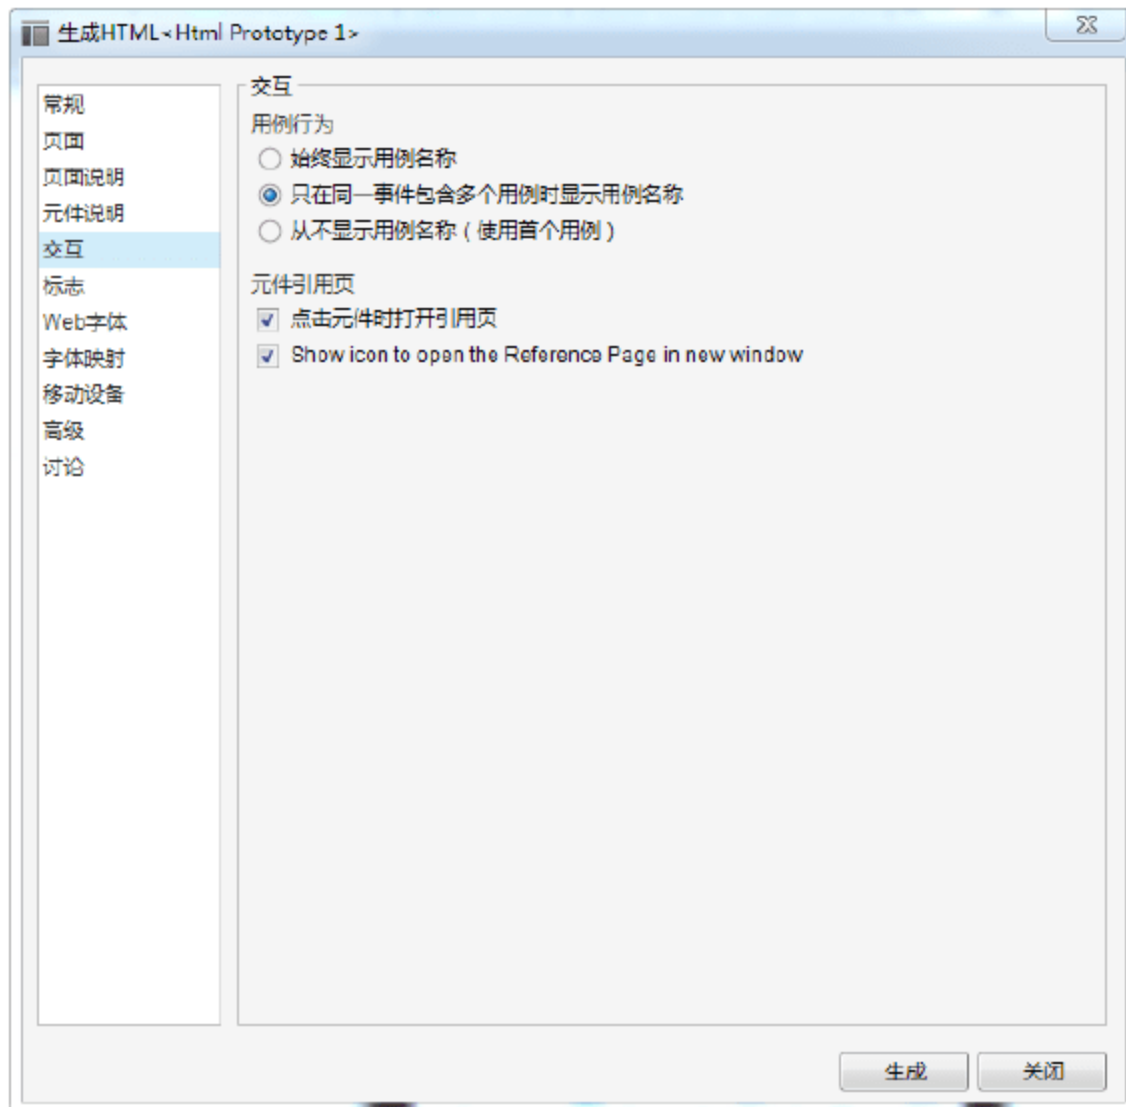 生成HTML<Html Prototype 1>
常规
页面
页面说明
元件说明
交互
标志
Web字体
字体映射
移动设备
高级
讨论
交互
用例行为
始终显示用例名称
只在同一事件包含多个用例时显示用例名称
从不显示用例名称（使用首个用例）
元件引用页
点击元件时打开引用页
Show icon to open the Reference Page in new window
生成
关闭